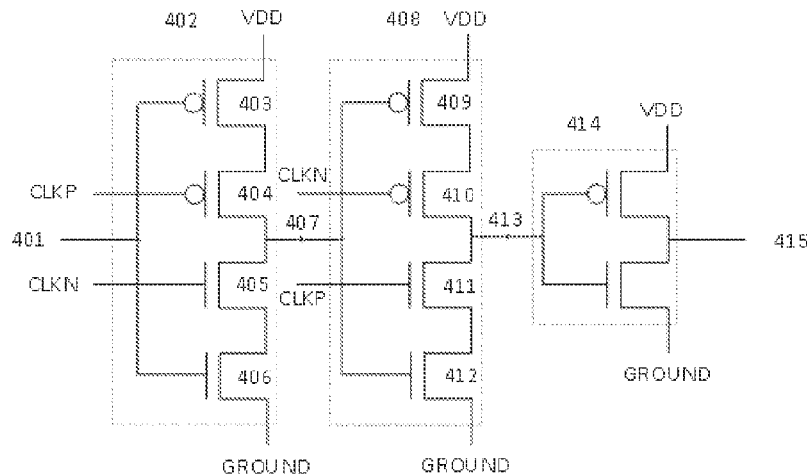 402 VDD 408 VDD
403 409 414 VDD
CLKP 404 CLKN 410
401 407 413 415
CLKN 405 CLKP 411
406 412
GROUND
GROUND GROUND